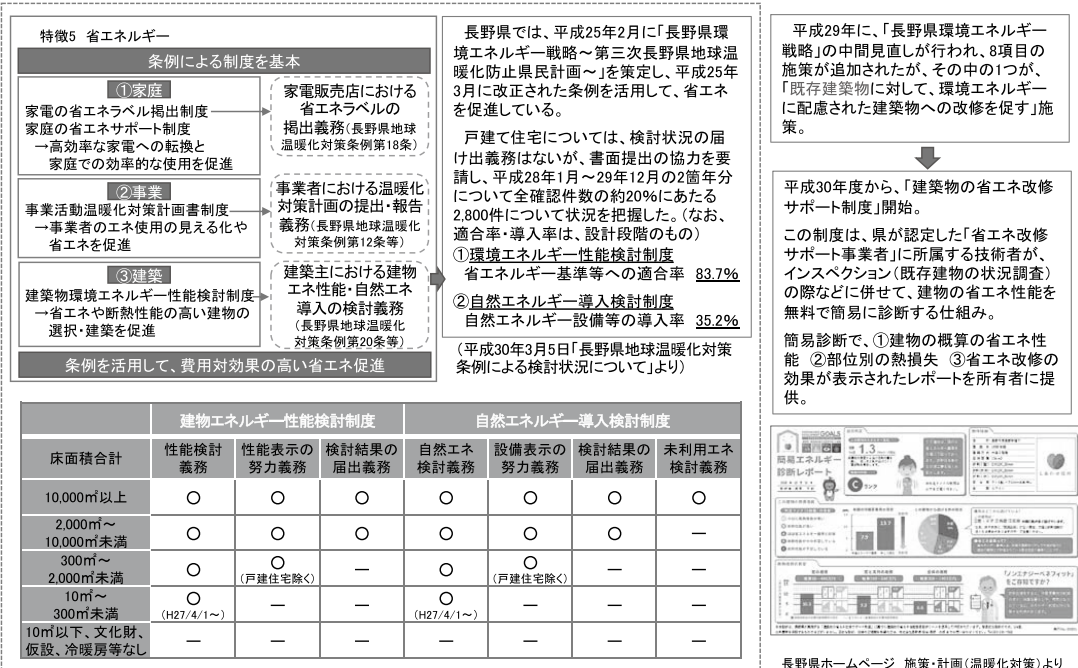 特徴5 省エネルギー
条例による制度を基本
①家庭
家電の省エネラベル掲出制度
家庭の省エネサポート制度
→高効率な家電への転換と
家庭での効率的な使用を促進
家電販売店における
省エネラベルの
掲出義務(長野県地球
温暖化対策条例第18条)
②事業
事業活動温暖化対策計画書制度
→事業者のエネ使用の見える化や
省エネを促進
事業者における温暖化
対策計画の提出・報告
義務(長野県地球温暖化
対策条例第12条等)
③建築
建築物環境エネルギー性能検討制度
→省エネや断熱性能の高い建物の
選択・建築を促進
建築主における建物
エネ性能・自然エネ
導入の検討義務
(長野県地球温暖化
対策条例第20条等)
条例を活用して、費用対効果の高い省エネ促進
長野県では、平成25年2月に「長野県環
境エネルギー戦略～第三次長野県地球温
暖化防止県民計画～」を策定し、平成25年
3月に改正された条例を活用して、省エネ
を促進している。
戸建て住宅については、検討状況の届
け出義務はないが、書面提出の協力を要
請し、平成28年1月～29年12月の2箇年分
について全確認件数の約20%にあたる
2,800件について状況を把握した。(なお、
適合率・導入率は、設計段階のもの)
①環境エネルギー性能検討制度
省エネルギー基準等への適合率 83.7%
②自然エネルギー導入検討制度
自然エネルギー設備等の導入率 35.2%
(平成30年3月5日「長野県地球温暖化対策
条例による検討状況について」より)
平成29年に、「長野県環境エネルギー
戦略」の中間見直しが行われ、8項目の
施策が追加されたが、その中の1つが、
「既存建築物に対して、環境エネルギー
に配慮された建築物への改修を促す」施
策。
平成30年度から、「建築物の省エネ改修
サポート制度」開始。
この制度は、県が認定した「省エネ改修
サポート事業者」に所属する技術者が、
インスペクション(既存建物の状況調査)
の際などに併せて、建物の省エネ性能を
無料で簡易に診断する仕組み。
簡易診断で、①建物の概算の省エネ性
能 ②部位別の熱損失 ③省エネ改修の
効果が表示されたレポートを所有者に提
供。
建物エネルギー性能検討制度 自然エネルギー導入検討制度
床面積合計 性能検討義務 性能表示の努力義務 検討結果の届出義務 自然エネ検討義務 設備表示の努力義務 検討結果の届出義務 未利用エネ検討義務
10,000㎡以上 ○ ○ ○ ○ ○ ○ ○
2,000㎡～
10,000㎡未満 ○ ○ ○ ○ ○ ○ －
300㎡～
2,000㎡未満 ○ ○(戸建住宅除く) － ○ ○(戸建住宅除く) － －
10㎡～
300㎡未満 ○(H27/4/1～) － － ○(H27/4/1～) － － －
10㎡以下、文化財、
仮設、冷暖房等なし － － － － － － －
簡易エネルギー
診断レポート
1.3
C ランク
「ノンエナジーベネフィット」
をご存知ですか?
長野県ホームページ 施策・計画(温暖化対策)より